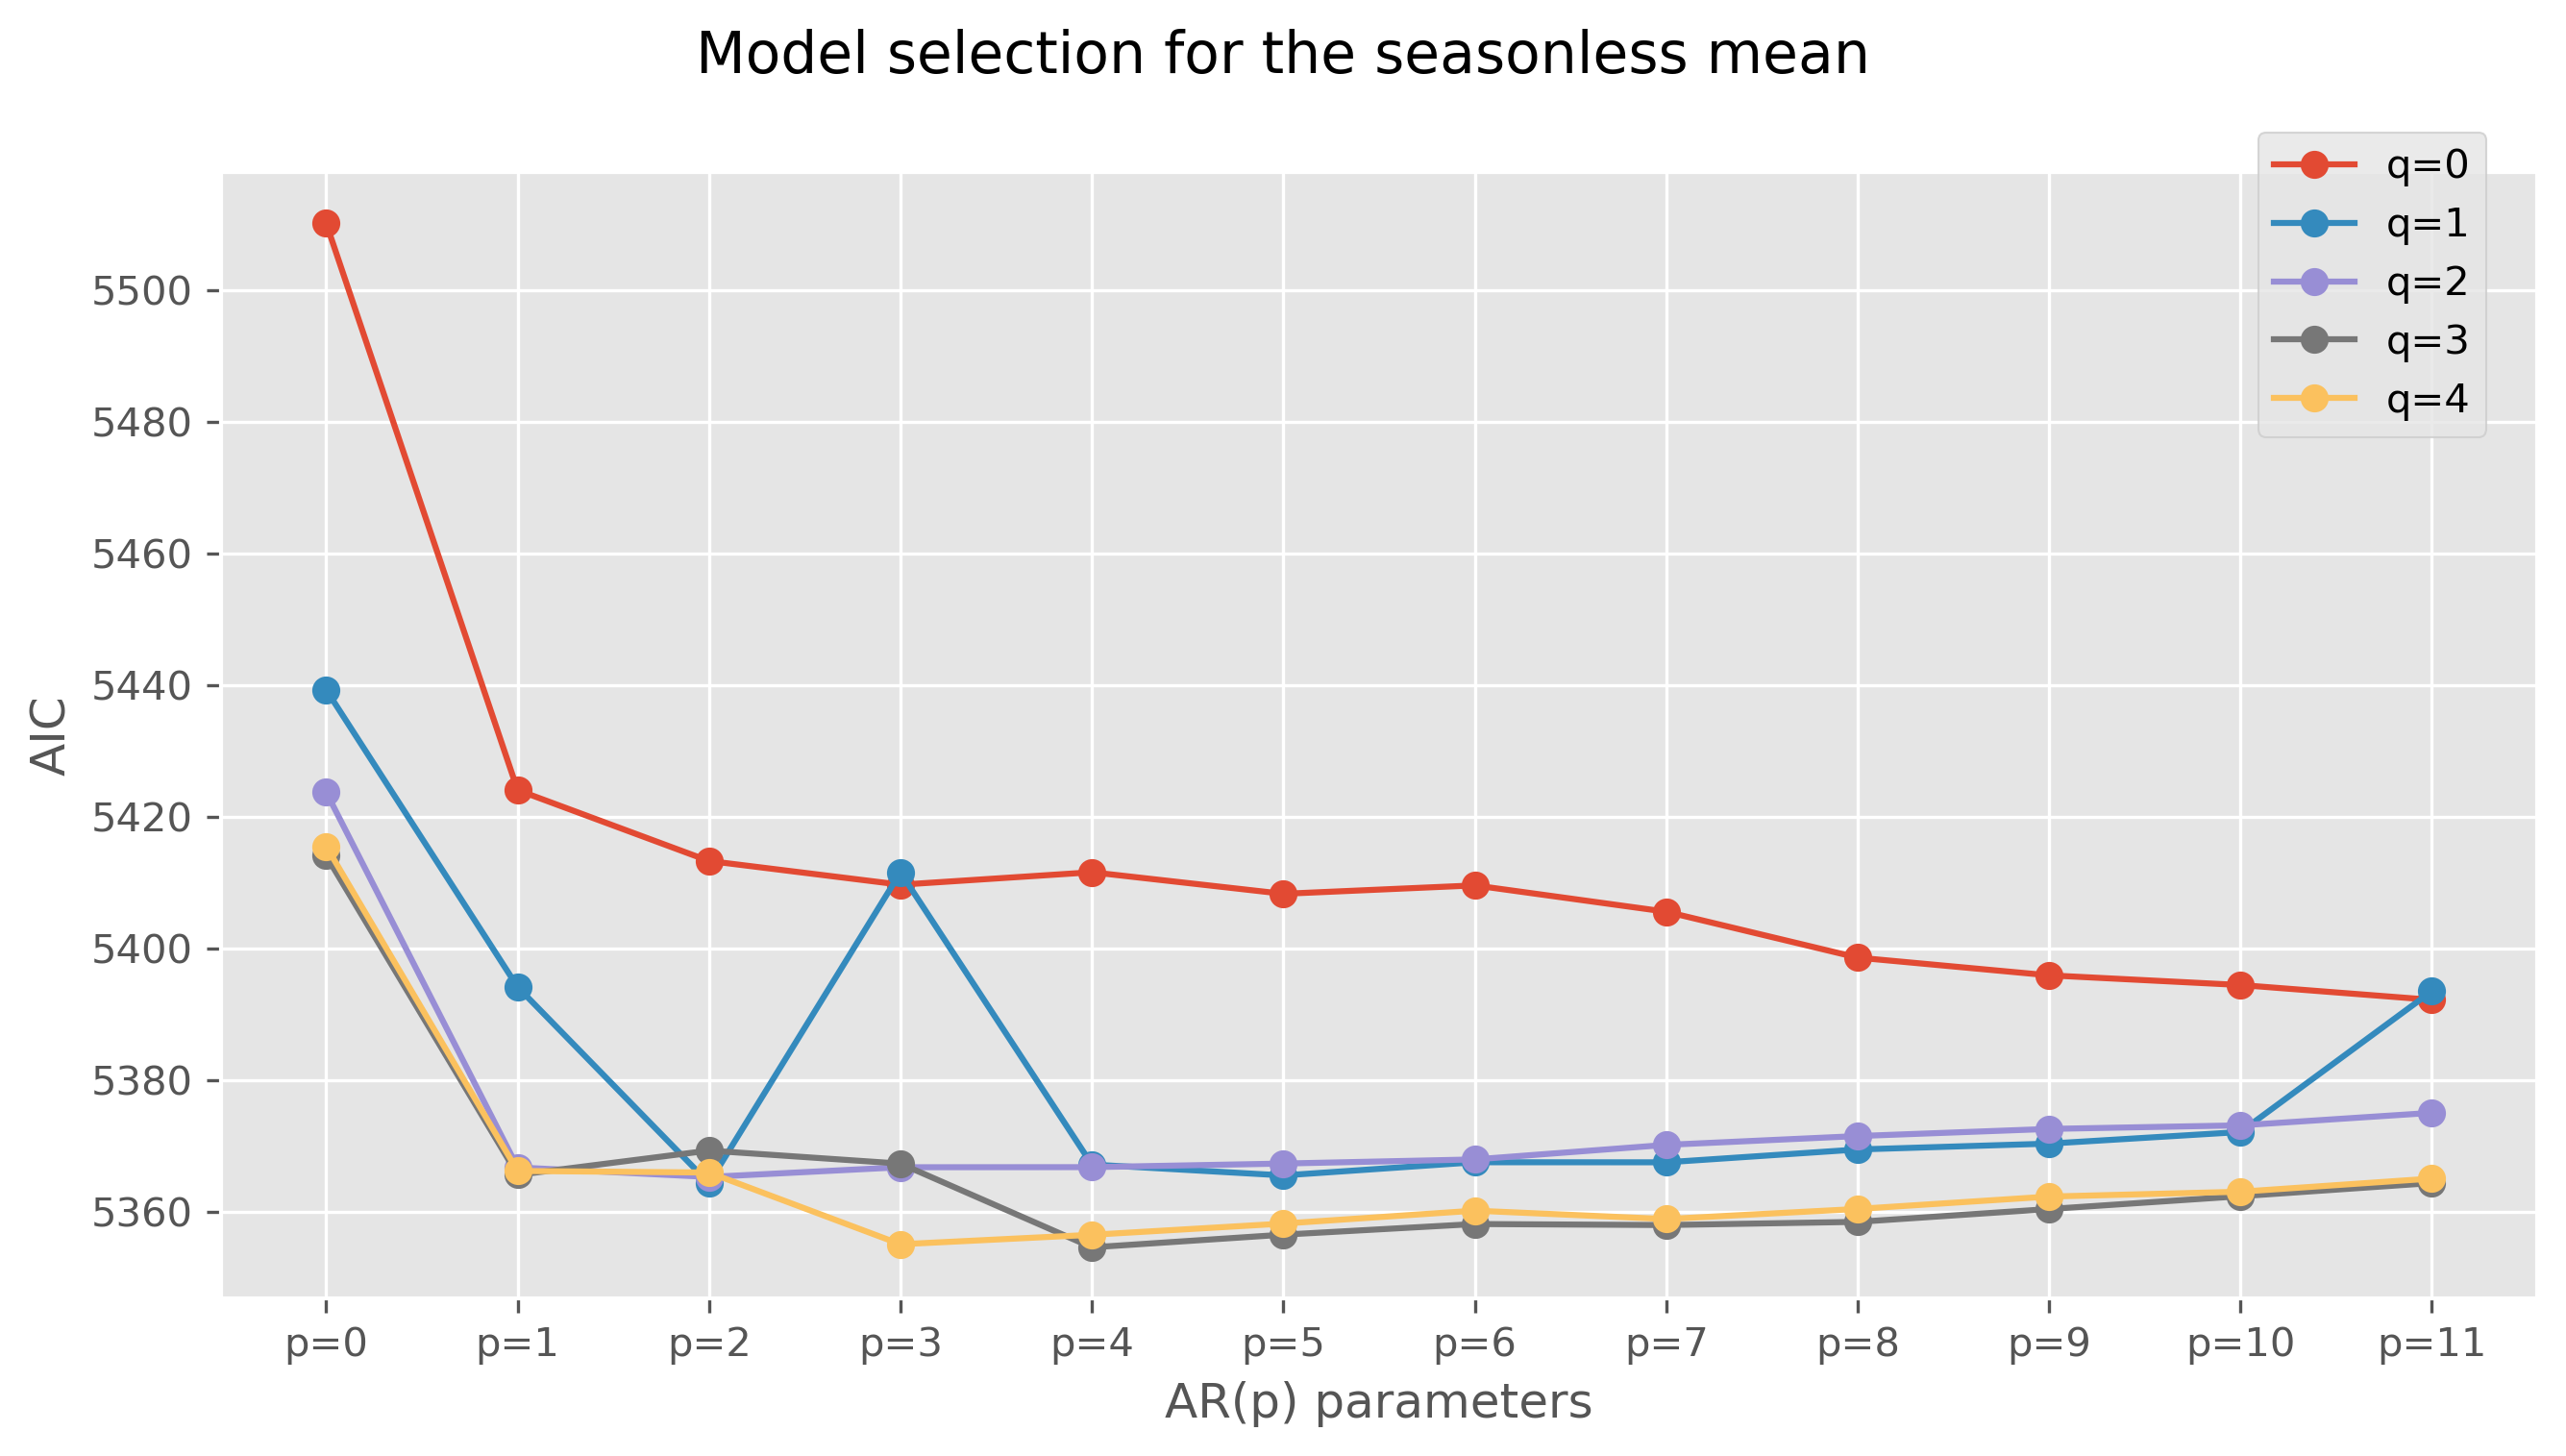 Model selection for the seasonless mean
q=0
q=1
q=2
q=3
q=4
5500
5480
5460
5440
5420
5400
5380
5360
AIC
p=0 p=1 p=2 p=3 p=4 p=5 p=6 p=7 p=8 p=9 p=10 p=11
AR(p) parameters